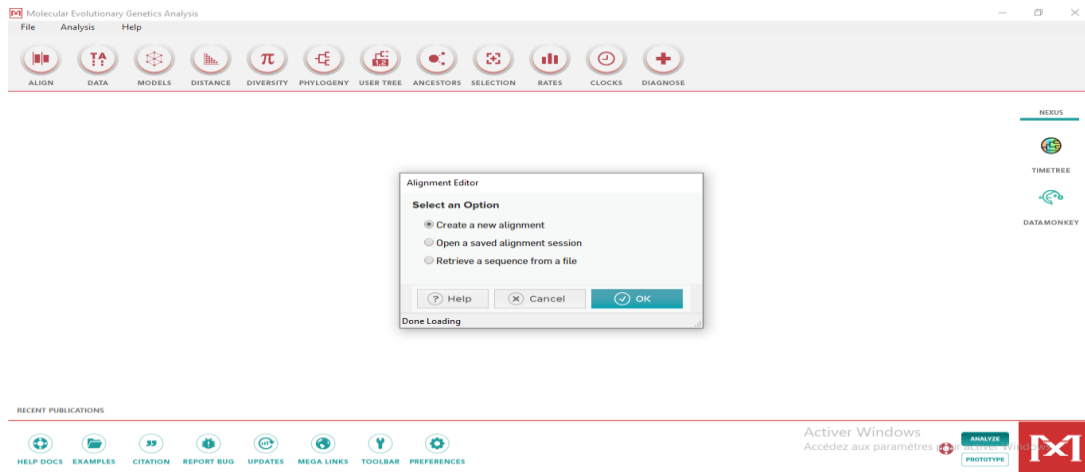 Molecular Evolutionary Genetics Analysis
File Analysis Help
ALIGN DATA MODELS DISTANCE DIVERSITY PHYLOGENY USER TREE ANCESTORS SELECTION RATES CLOCKS DIAGNOSE
NEXUS
TIMETREE
DATAMONKEY
Alignment Editor
Select an Option
Create a new alignment
Open a saved alignment session
Retrieve a sequence from a file
? Help Cancel OK
Done Loading
RECENT PUBLICATIONS
HELP DOCS EXAMPLES CITATION REPORT BUG UPDATES MEGA LINKS TOOLBAR PREFERENCES
Activer Windows
Accédez aux paramètres pour activer Windows
ANALYZE
PROTOTYPE
M